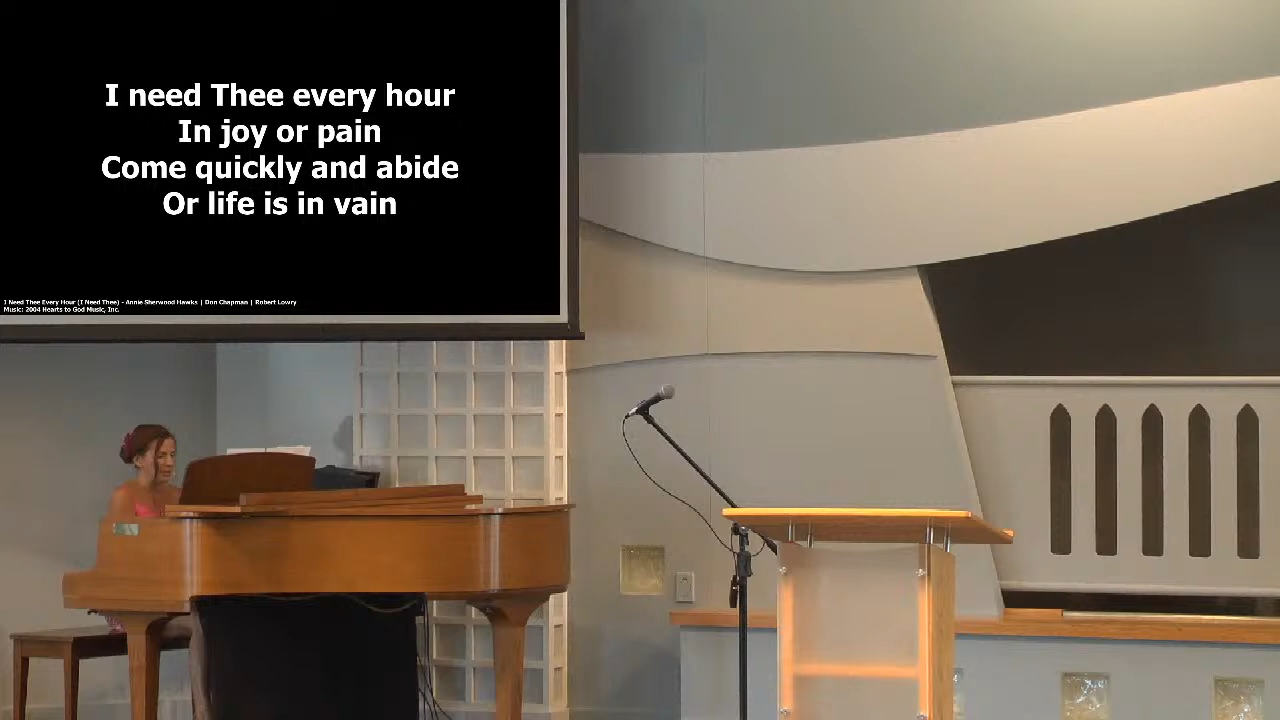 I need Thee every hour
In joy or pain
Come quickly and abide
Or life is in vain
I Need Thee Every Hour (I Need Thee) - Annie Sherwood Hawks | Don Chapman | Robert Lowry
Music: 2004 Hearts to God Music, Inc.